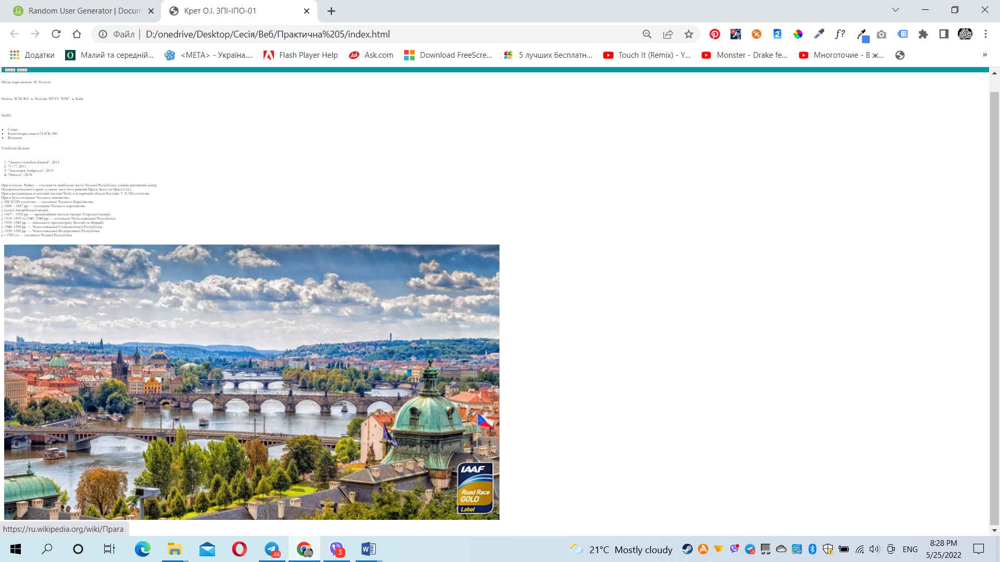 Random User Generator | Docum
Крет О.І. ЗПІ-ІПО-01
Файл
D:/onedrive/Desktop/Сесія/Веб/Практична%205/index.html
Додатки
Малий та середній...
<META> - Україна....
Flash Player Help
Ask.com
Download FreeScre...
5 лучших бесплатн...
Touch It (Remix) - Y...
Monster - Drake fe...
Многоточие - В ж...
»
Місце народження: М. Радехів
Освіта: ЗСШ №2, м. Радехів; НТУУ "КПІ", м. Київ
Хоббі:
Спорт
Комп'ютерні книги CLICK ME
В'язання
Улюблені фільми:
1. "Джанго освобождённый", 2012
2. "1+1", 2011
3. "Академия Амбрелла", 2019
4. "Начало", 2010
Прага (чеськ. Praha) — столиця та найбільше місто Чеської Республіки, адміністративний центр
Центральночеського краю, а також двох його районів Прага-Захід та Прага-Схід.
Прага розташована в західній частині Чехії, в історичній області Богемія. У X-XII століттях
Прага була столицею Чеського князівства,
у XII-XVIII століттях — столицею Чеського Королівства,
у 1806—1867 рр. — столицею Чеського королівства
у складі Австрійської імперії,
у 1867—1918 рр. — провінційним містом Австро-Угорської імперії,
у 1918–1939 та 1945–1948 рр. — столицею Чехословацької Республіки,
у 1939–1945 рр. — німецького протекторату Богемії та Моравії,
у 1948–1990 рр. — Чехословацької Соціалістичної Республіки,
у 1990–1992 рр. — Чехословацької Федеративної Республіки,
а з 1993-го — столицею Чеської Республіки.
IAAF
Road Race
GOLD
Label
https://ru.wikipedia.org/wiki/Прага
21°C Mostly cloudy
ENG
8:28 PM
5/25/2022